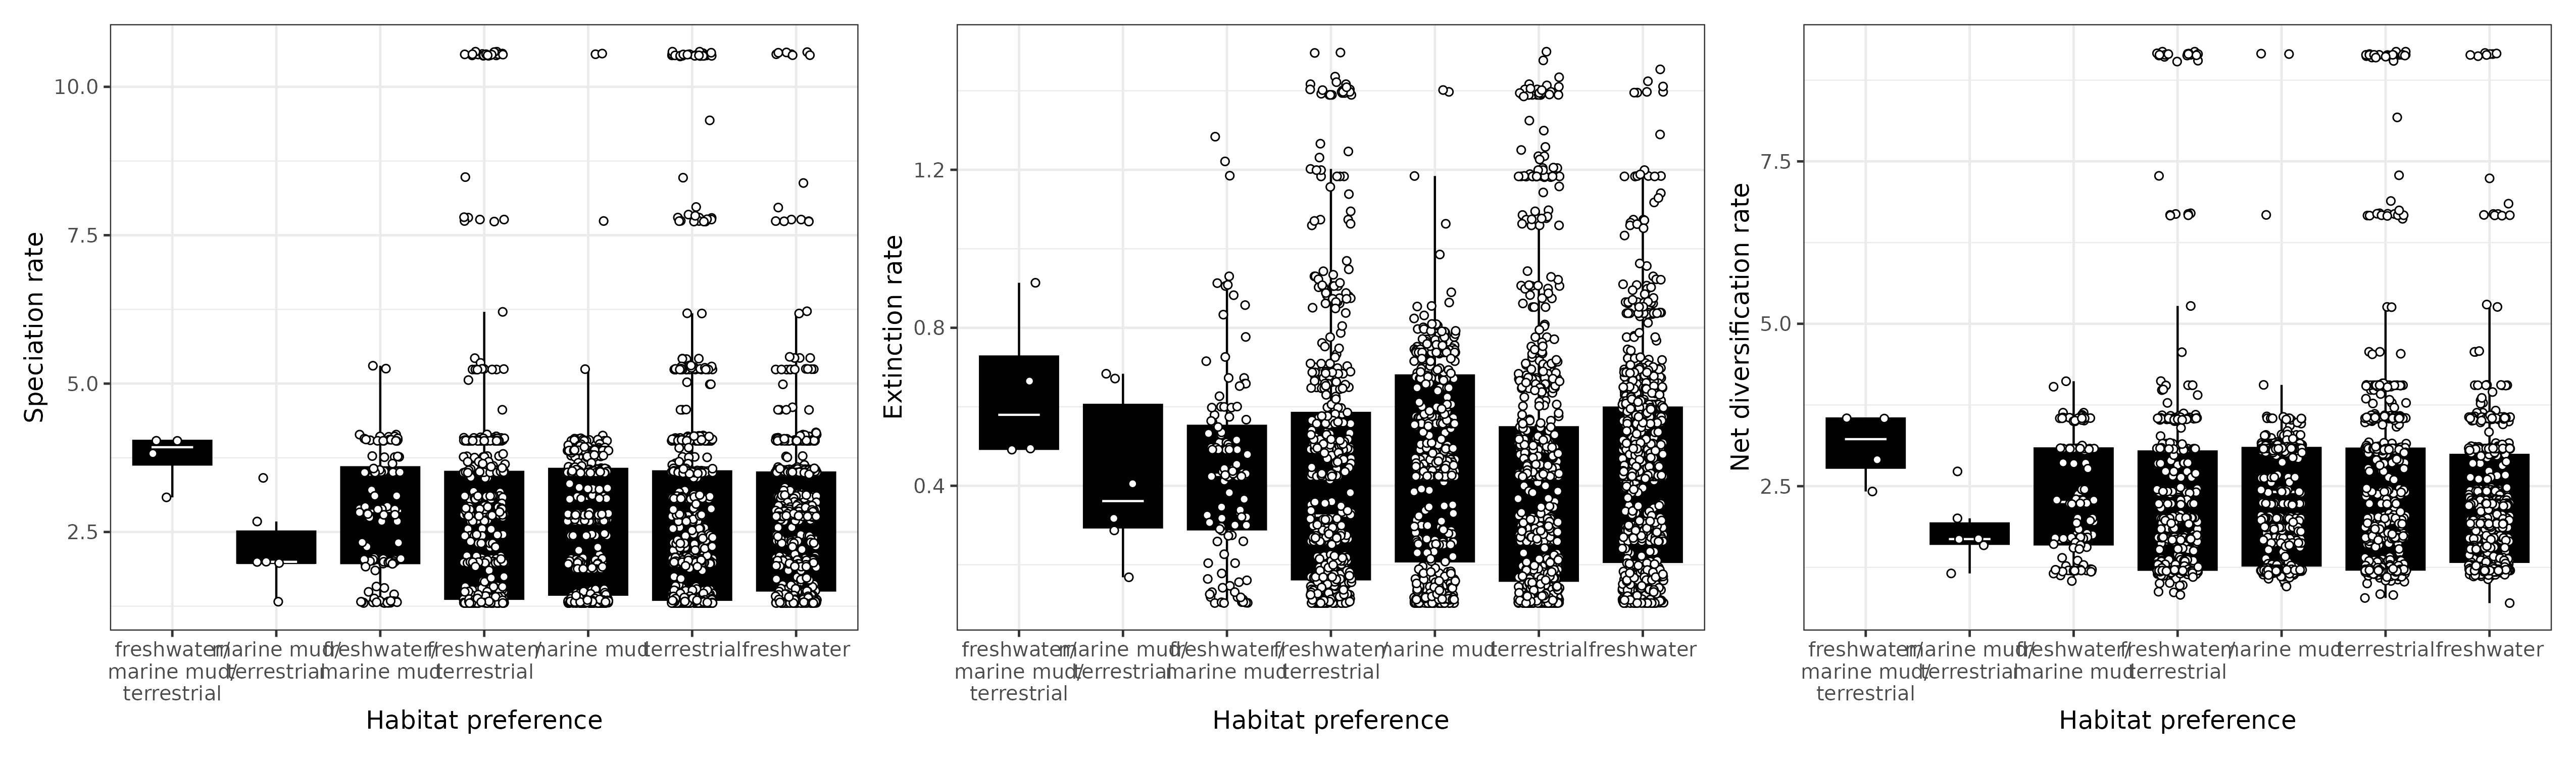 Speciation rate
10.0
7.5
5.0
2.5
freshwater/
marine mud/
terrestrial
marine mud/
terrestrial
freshwater/
marine mud
freshwater/
terrestrial
marine mud
terrestrial
freshwater
Habitat preference
Extinction rate
1.2
0.8
0.4
freshwater/
marine mud/
terrestrial
marine mud/
terrestrial
freshwater/
marine mud
freshwater/
terrestrial
marine mud
terrestrial
freshwater
Habitat preference
Net diversification rate
7.5
5.0
2.5
freshwater/
marine mud/
terrestrial
marine mud/
terrestrial
freshwater/
marine mud
freshwater/
terrestrial
marine mud
terrestrial
freshwater
Habitat preference